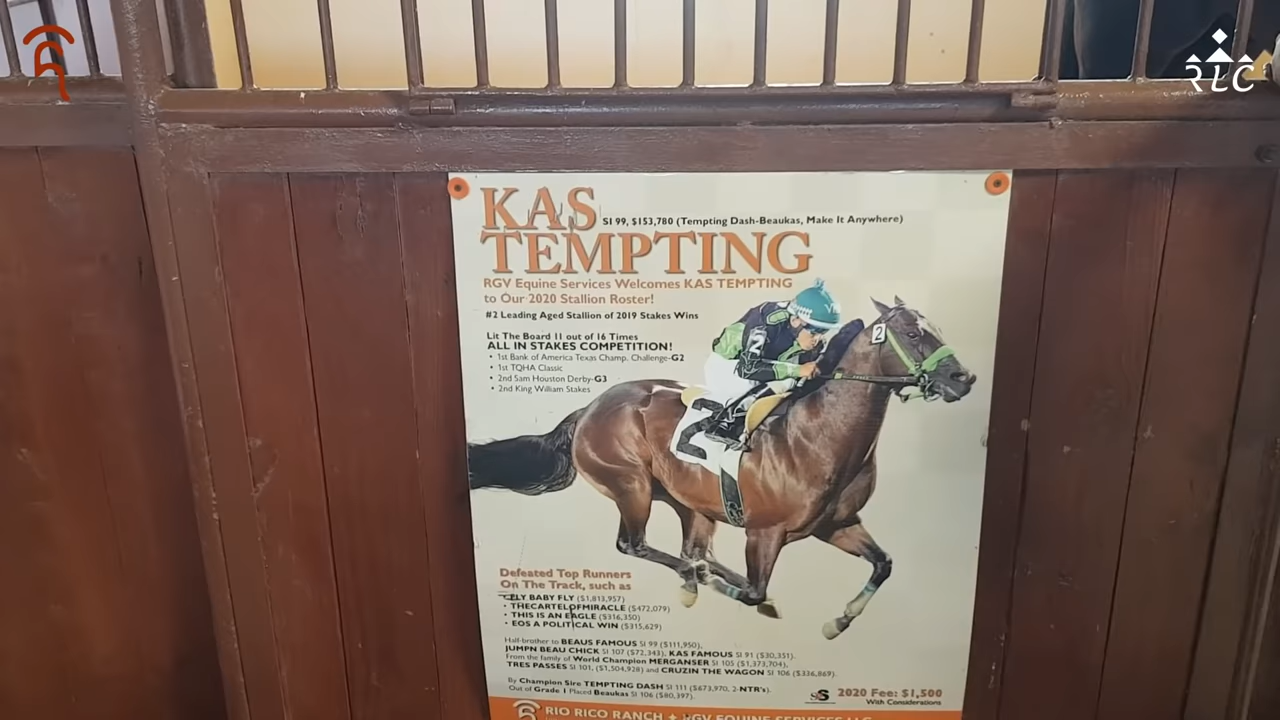 RLC
KAS
SI 99, $153,780 (Tempting Dash-Beaukas, Make It Anywhere)
TEMPTING
RGV Equine Services Welcomes KAS TEMPTING
to Our 2020 Stallion Roster!
#2 Leading Aged Stallion of 2019 Stakes Wins
Lit The Board 11 out of 16 Times
ALL IN STAKES COMPETITION!
• 1st Bank of America Texas Champ. Challenge-G2
• 1st TQHA Classic
• 2nd Sam Houston Derby-G3
• 2nd King William Stakes
2
2
2
Defeated Top Runners
On The Track, such as
BABY FLY ($1,813,957)
• THECARTELOFMIRACLE ($472,079)
• THIS IS AN EAGLE ($316,350)
• EOS A POLITICAL WIN ($315,629)
Half-brother to BEAUS FAMOUS SI 99 ($111,950),
JUMPN BEAU CHICK SI 107 ($72,343), KAS FAMOUS SI 91 ($30,351).
From the family of World Champion MERGANSER SI 105 ($1,373,704),
TRES PASSES SI 101, ($1,504,928) and CRUZIN THE WAGON SI 106 ($336,869).
By Champion Sire TEMPTING DASH SI 111 ($673,970, 2-NTR's).
Out of Grade 1 Placed Beaukas SI 106 ($80,397).
2020 Fee: $1,500
With Considerations
RIO RICO RANCH • RGV EQUINE SERVICES LLC